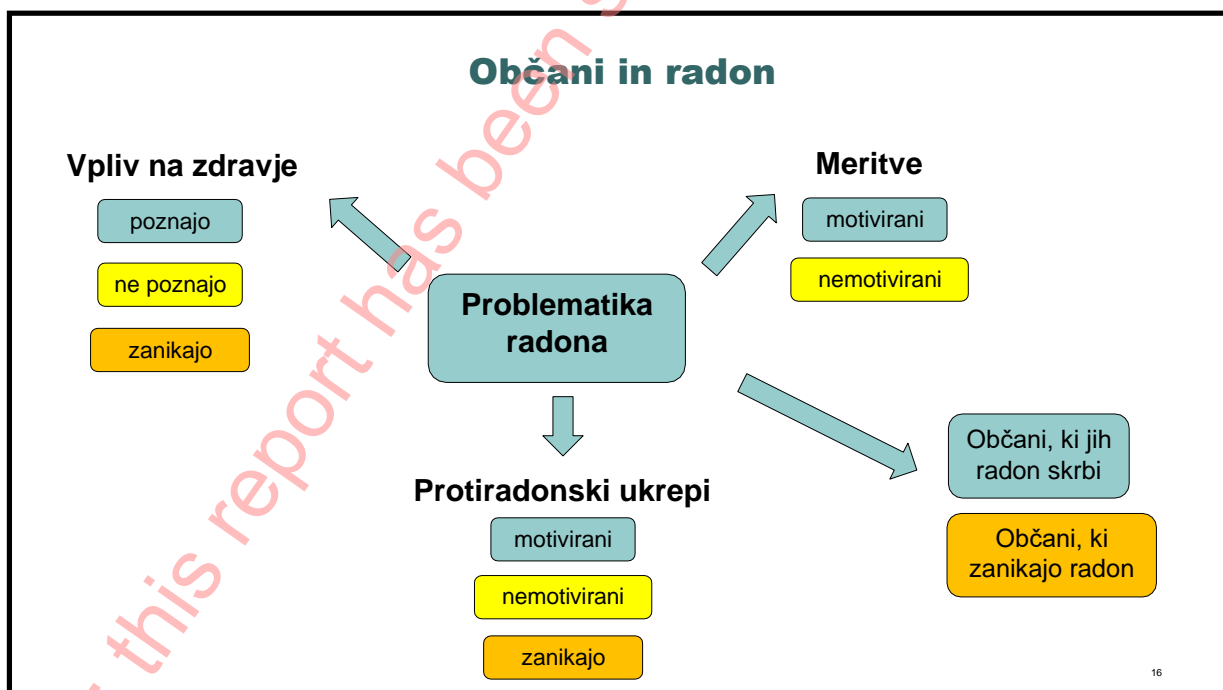 Občani in radon
Vpliv na zdravje
poznajo
ne poznajo
zanikajo
Meritve
motivirani
nemotivirani
Problematika
radona
Protiradonski ukrepi
motivirani
nemotivirani
zanikajo
Občani, ki jih
radon skrbi
Občani, ki
zanikajo radon
this report has been
16